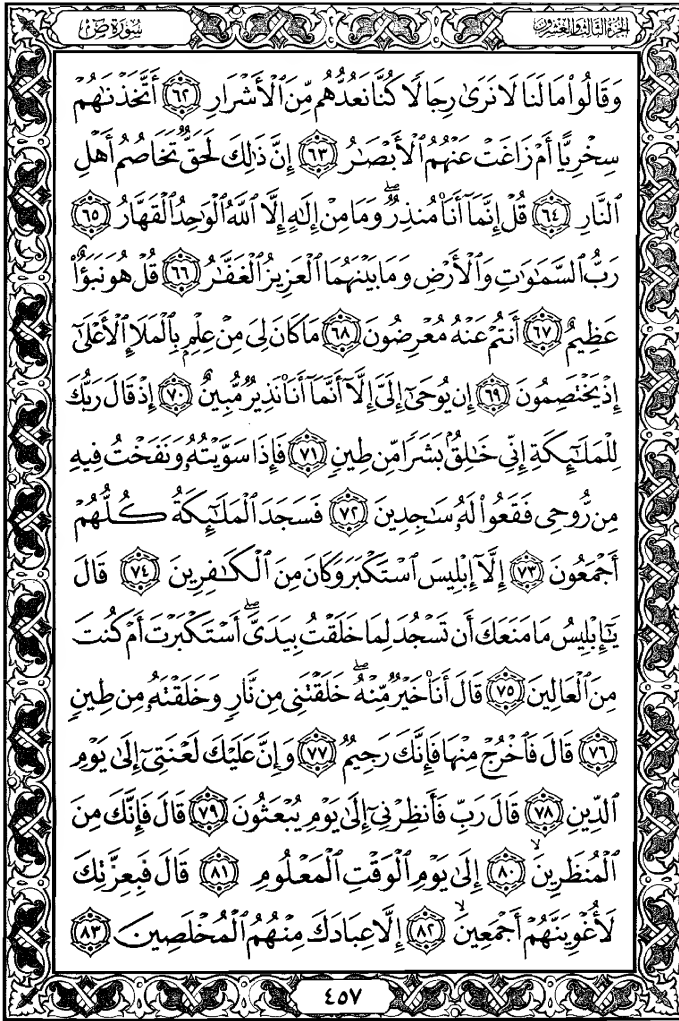 الجزء الثالث والعشرون
سورة ص
وَقَالُوا۟ مَا لَنَا لَا نَرَىٰ رِجَالًا كُنَّا نَعُدُّهُم مِّنَ ٱلْأَشْرَارِ ٦٢ أَتَّخَذْنَٰهُمْ
سِخْرِيًّا أَمْ زَاغَتْ عَنْهُمُ ٱلْأَبْصَٰرُ ٦٣ إِنَّ ذَٰلِكَ لَحَقٌّ تَخَاصُمُ أَهْلِ
ٱلنَّارِ ٦٤ قُلْ إِنَّمَآ أَنَا۠ مُنذِرٌ ۖ وَمَا مِنْ إِلَٰهٍ إِلَّا ٱللَّهُ ٱلْوَٰحِدُ ٱلْقَهَّارُ ٦٥
رَبُّ ٱلسَّمَٰوَٰتِ وَٱلْأَرْضِ وَمَا بَيْنَهُمَا ٱلْعَزِيزُ ٱلْغَفَّٰرُ ٦٦ قُلْ هُوَ نَبَؤٌا۟
عَظِيمٌ ٦٧ أَنتُمْ عَنْهُ مُعْرِضُونَ ٦٨ مَا كَانَ لِىَ مِنْ عِلْمٍۭ بِٱلْمَلَإِ ٱلْأَعْلَىٰٓ
إِذْ يَخْتَصِمُونَ ٦٩ إِن يُوحَىٰٓ إِلَىَّ إِلَّآ أَنَّمَآ أَنَا۠ نَذِيرٌ مُّبِينٌ ٧٠ إِذْ قَالَ رَبُّكَ
لِلْمَلَٰٓئِكَةِ إِنِّى خَٰلِقٌۢ بَشَرًا مِّن طِينٍ ٧١ فَإِذَا سَوَّيْتُهُۥ وَنَفَخْتُ فِيهِ
مِن رُّوحِى فَقَعُوا۟ لَهُۥ سَٰجِدِينَ ٧٢ فَسَجَدَ ٱلْمَلَٰٓئِكَةُ كُلُّهُمْ
أَجْمَعُونَ ٧٣ إِلَّآ إِبْلِيسَ ٱسْتَكْبَرَ وَكَانَ مِنَ ٱلْكَٰفِرِينَ ٧٤ قَالَ
يَٰٓإِبْلِيسُ مَا مَنَعَكَ أَن تَسْجُدَ لِمَا خَلَقْتُ بِيَدَىَّ ۖ أَسْتَكْبَرْتَ أَمْ كُنتَ
مِنَ ٱلْعَالِينَ ٧٥ قَالَ أَنَا۠ خَيْرٌ مِّنْهُ ۖ خَلَقْتَنِى مِن نَّارٍ وَخَلَقْتَهُۥ مِن طِينٍ
٧٦ قَالَ فَٱخْرُجْ مِنْهَا فَإِنَّكَ رَجِيمٌ ٧٧ وَإِنَّ عَلَيْكَ لَعْنَتِىٓ إِلَىٰ يَوْمِ
ٱلدِّينِ ٧٨ قَالَ رَبِّ فَأَنظِرْنِىٓ إِلَىٰ يَوْمِ يُبْعَثُونَ ٧٩ قَالَ فَإِنَّكَ مِنَ
ٱلْمُنظَرِينَ ۙ ٨٠ إِلَىٰ يَوْمِ ٱلْوَقْتِ ٱلْمَعْلُومِ ٨١ قَالَ فَبِعِزَّتِكَ
لَأُغْوِيَنَّهُمْ أَجْمَعِينَ ۙ ٨٢ إِلَّا عِبَادَكَ مِنْهُمُ ٱلْمُخْلَصِينَ ٨٣
٤٥٧